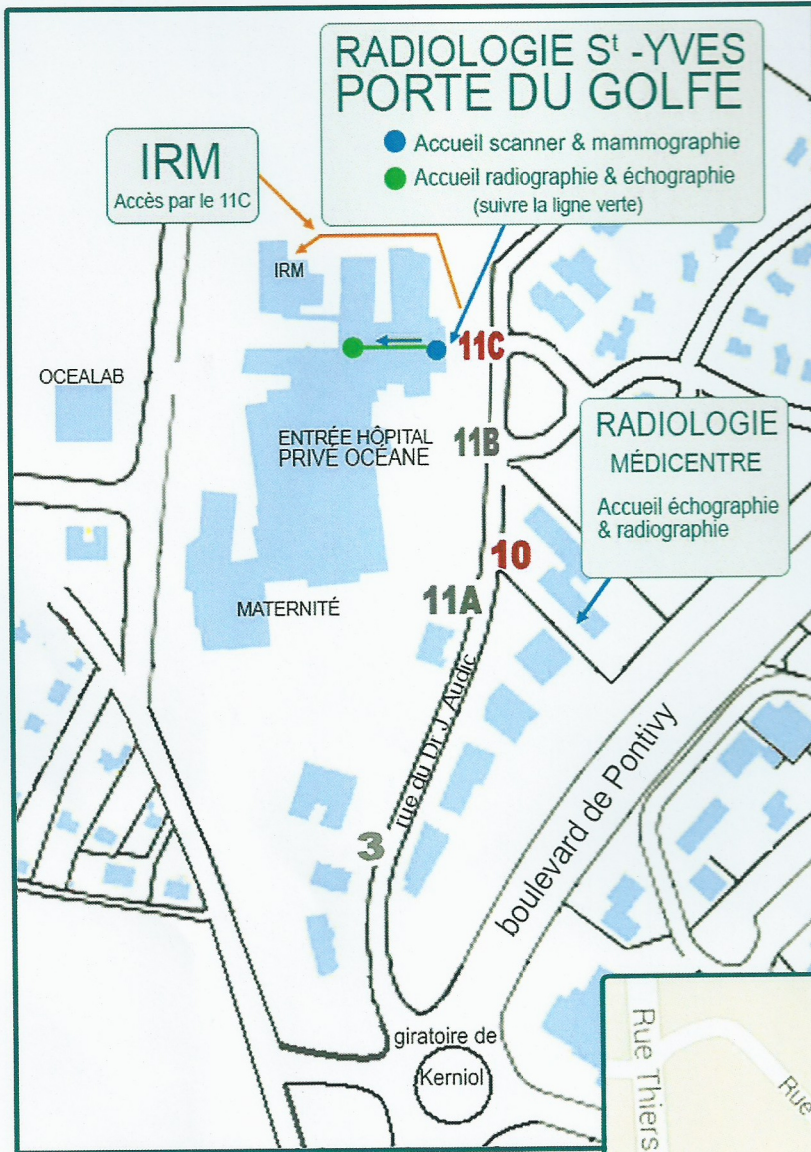 RADIOLOGIE St -YVES
PORTE DU GOLFE
Accueil scanner & mammographie
Accueil radiographie & échographie
(suivre la ligne verte)
IRM
Accès par le 11C
IRM
11C
OCEALAB
ENTRÉE HÔPITAL
PRIVÉ OCÉANE
11B
RADIOLOGIE
MÉDICENTRE
Accueil échographie
& radiographie
10
11A
MATERNITÉ
rue du Dr J. Audic
boulevard de Pontivy
3
giratoire de
Kerniol
Rue Thiers
Rue